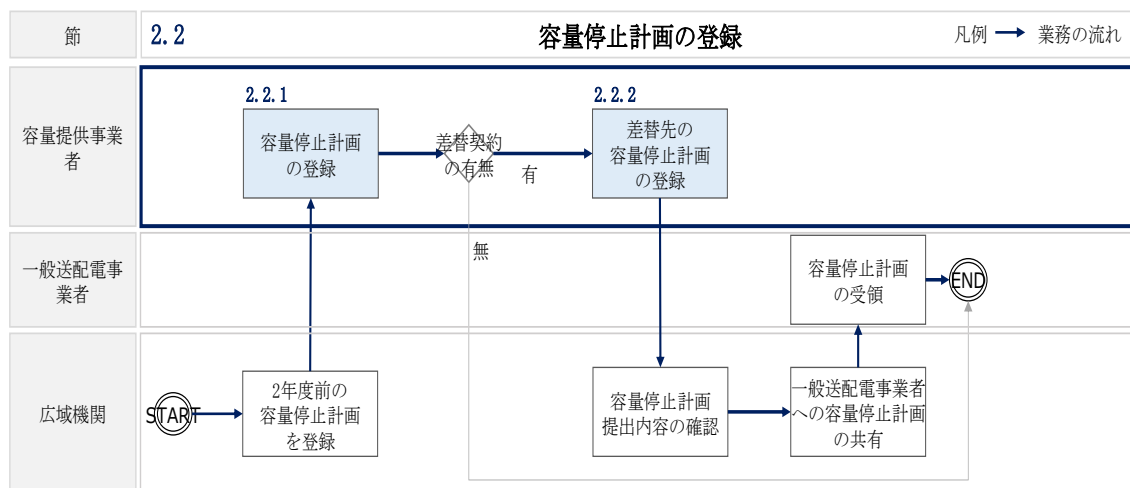 節
2.2
容量停止計画の登録
凡例
業務の流れ
容量提供事業
者
2.2.1
容量停止計画
の登録
差替契約
の有無
有
無
2.2.2
差替先の
容量停止計画
の登録
一般送配電事
業者
容量停止計画
の受領
END
広域機関
START
2年度前の
容量停止計画
を登録
容量停止計画
提出内容の確認
一般送配電事業者
への容量停止計画
の共有